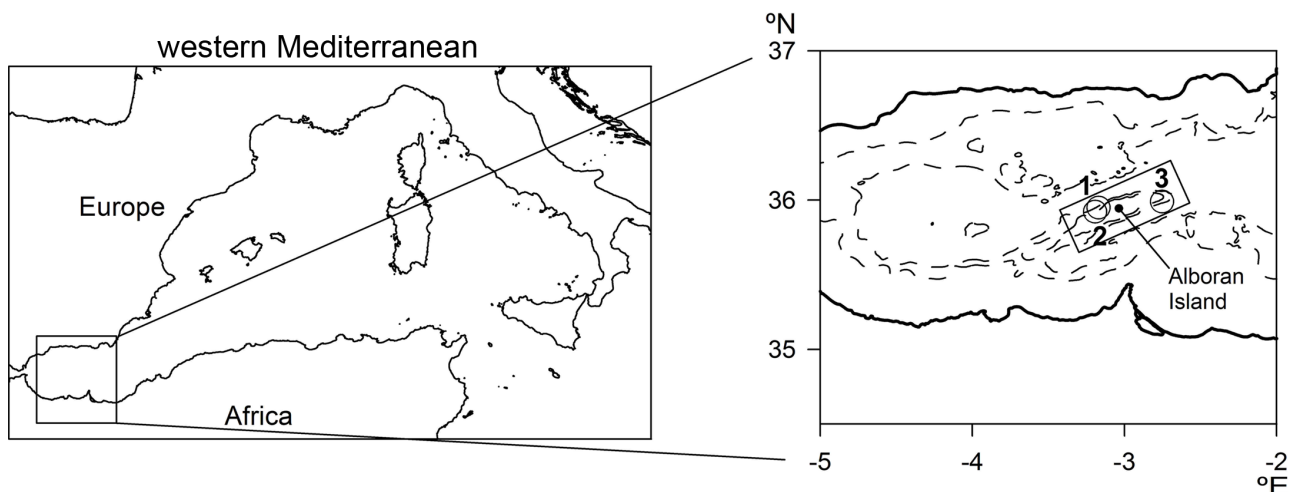 western Mediterranean
Europe
Africa
ºN
37
36
35
1
2
3
Alboran
Island
-5
-4
-3
-2
ºE